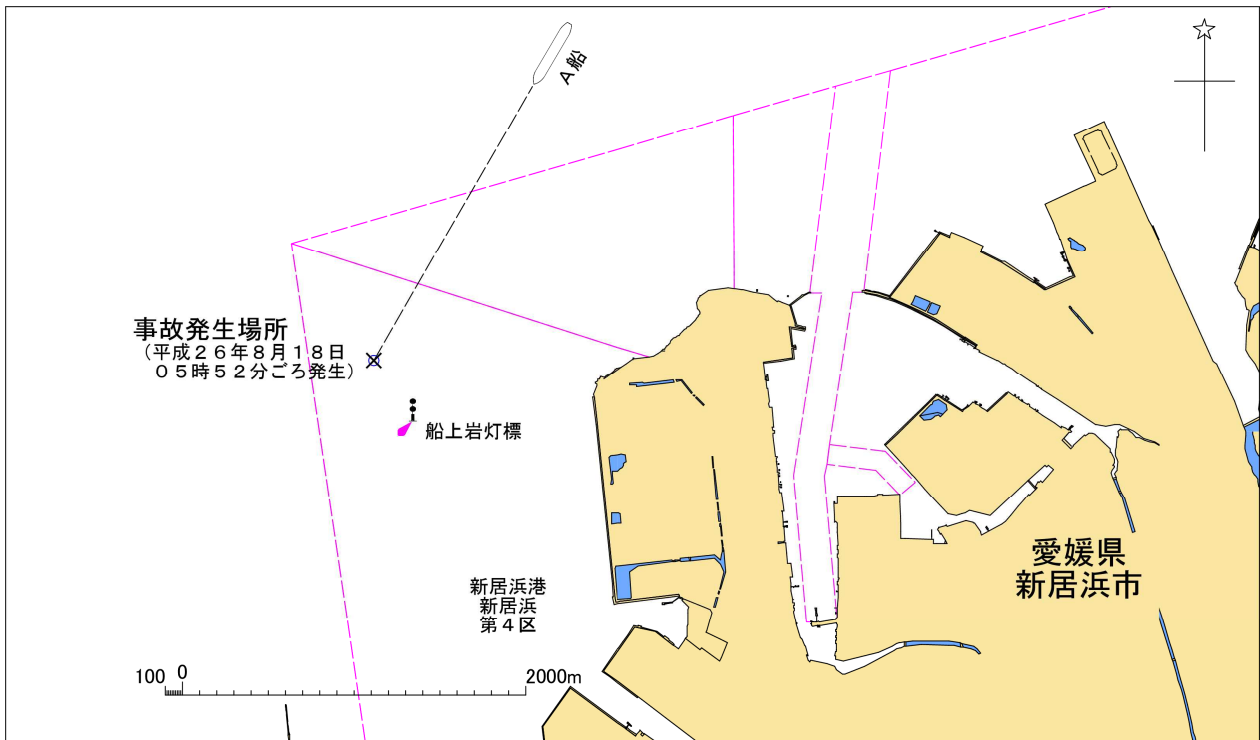 A船
事故発生場所
(平成26年8月18日
05時52分ごろ発生)
船上岩灯標
愛媛県
新居浜市
新居浜港
新居浜
第4区
100 0 2000m